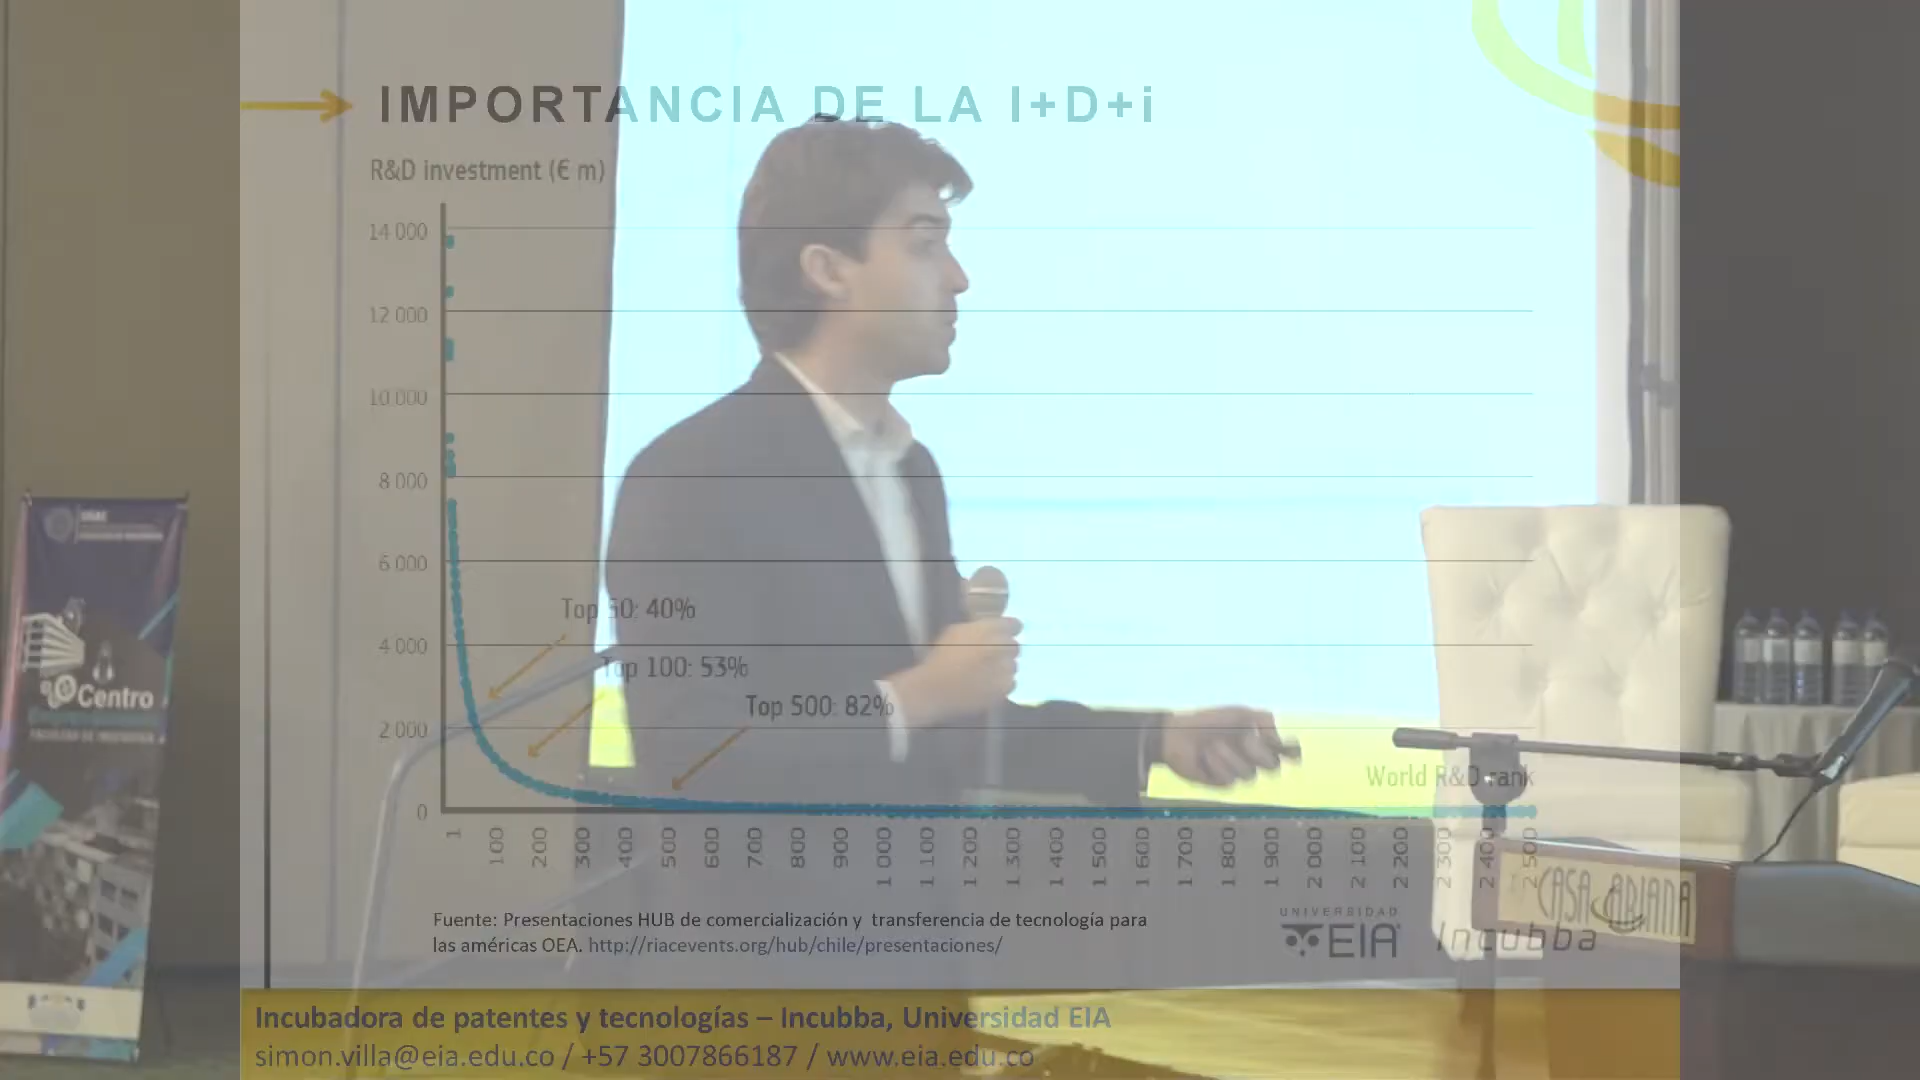 IMPORTANCIA DE LA I+D+i
R&D investment (€ m)
14 000
12 000
10 000
8 000
6 000
4 000
2 000
0
Top 50: 40%
Top 100: 53%
Top 500: 82%
World R&D rank
1 100 200 300 400 500 600 700 800 900 1 000 1 100 1 200 1 300 1 400 1 500 1 600 1 700 1 800 1 900 2 000 2 100 2 200 2 300 2 400 2 500
Fuente: Presentaciones HUB de comercialización y transferencia de tecnología para
las américas OEA. http://riacevents.org/hub/chile/presentaciones/
UNIVERSIDAD
EIA
Incubba
CASA ARIANA
Centro
Incubadora de patentes y tecnologías – Incubba, Universidad EIA
simon.villa@eia.edu.co / +57 3007866187 / www.eia.edu.co